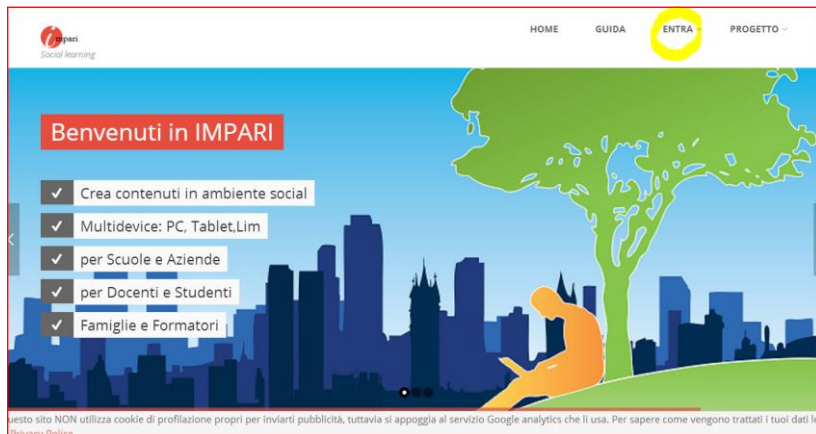 impari
Social learning
HOME GUIDA ENTRA PROGETTO
Benvenuti in IMPARI
Crea contenuti in ambiente social
Multidevice: PC, Tablet,Lim
per Scuole e Aziende
per Docenti e Studenti
Famiglie e Formatori
uesto sito NON utilizza cookie di profilazione propri per inviarti pubblicità, tuttavia si appoggia al servizio Google analytics che li usa. Per sapere come vengono trattati i tuoi dati le
Privacy Police